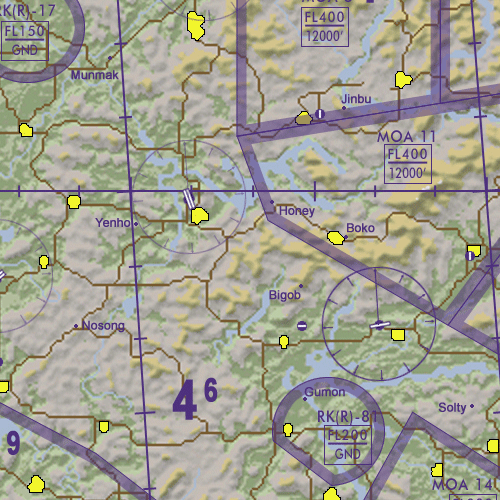 RK(R)-17
FL150
GND
Munmak
FL400
12000'
Jinbu
MOA 11
FL400
12000'
Honey
Yenho
Boko
Bigob
Nosong
4 6
Gumon
RK(R)-81
FL200
GND
Solty
9
MOA 14